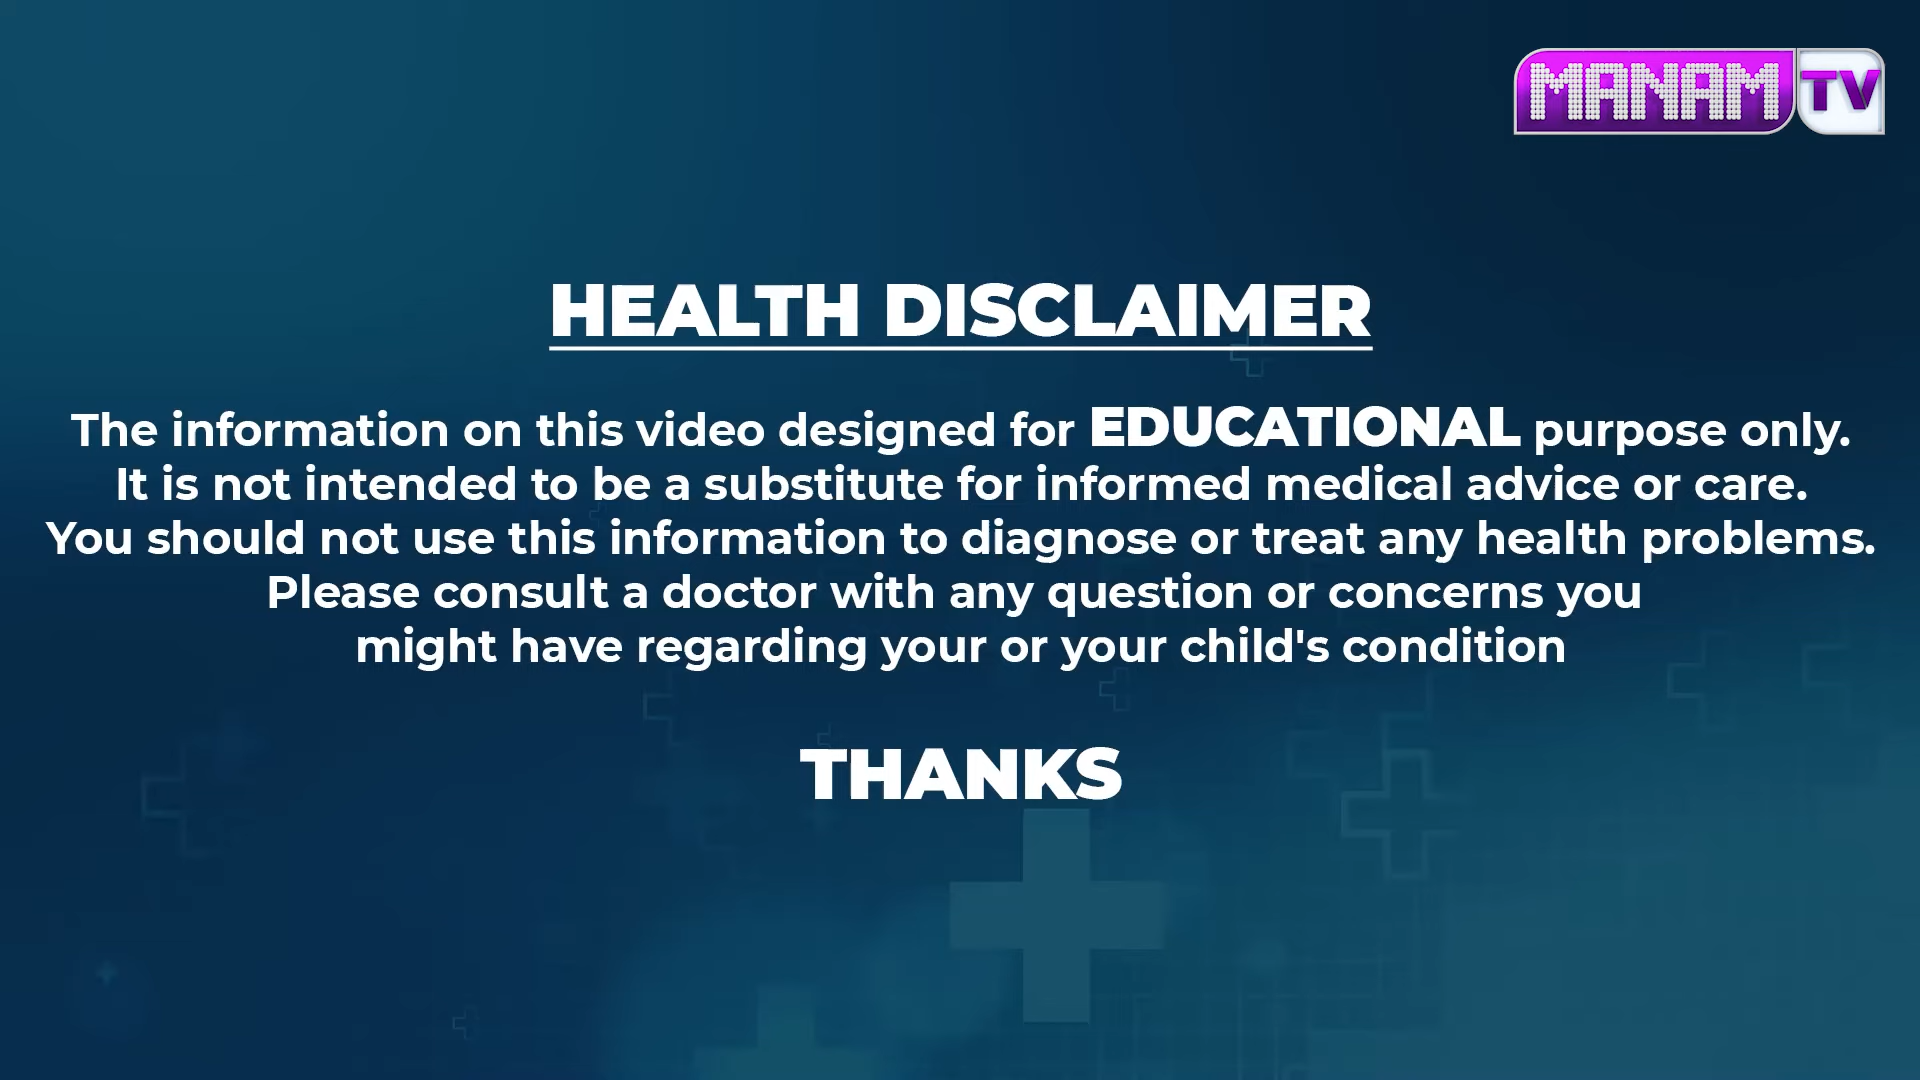 MANAM TV
HEALTH DISCLAIMER
The information on this video designed for EDUCATIONAL purpose only.
It is not intended to be a substitute for informed medical advice or care.
You should not use this information to diagnose or treat any health problems.
Please consult a doctor with any question or concerns you
might have regarding your or your child's condition
THANKS